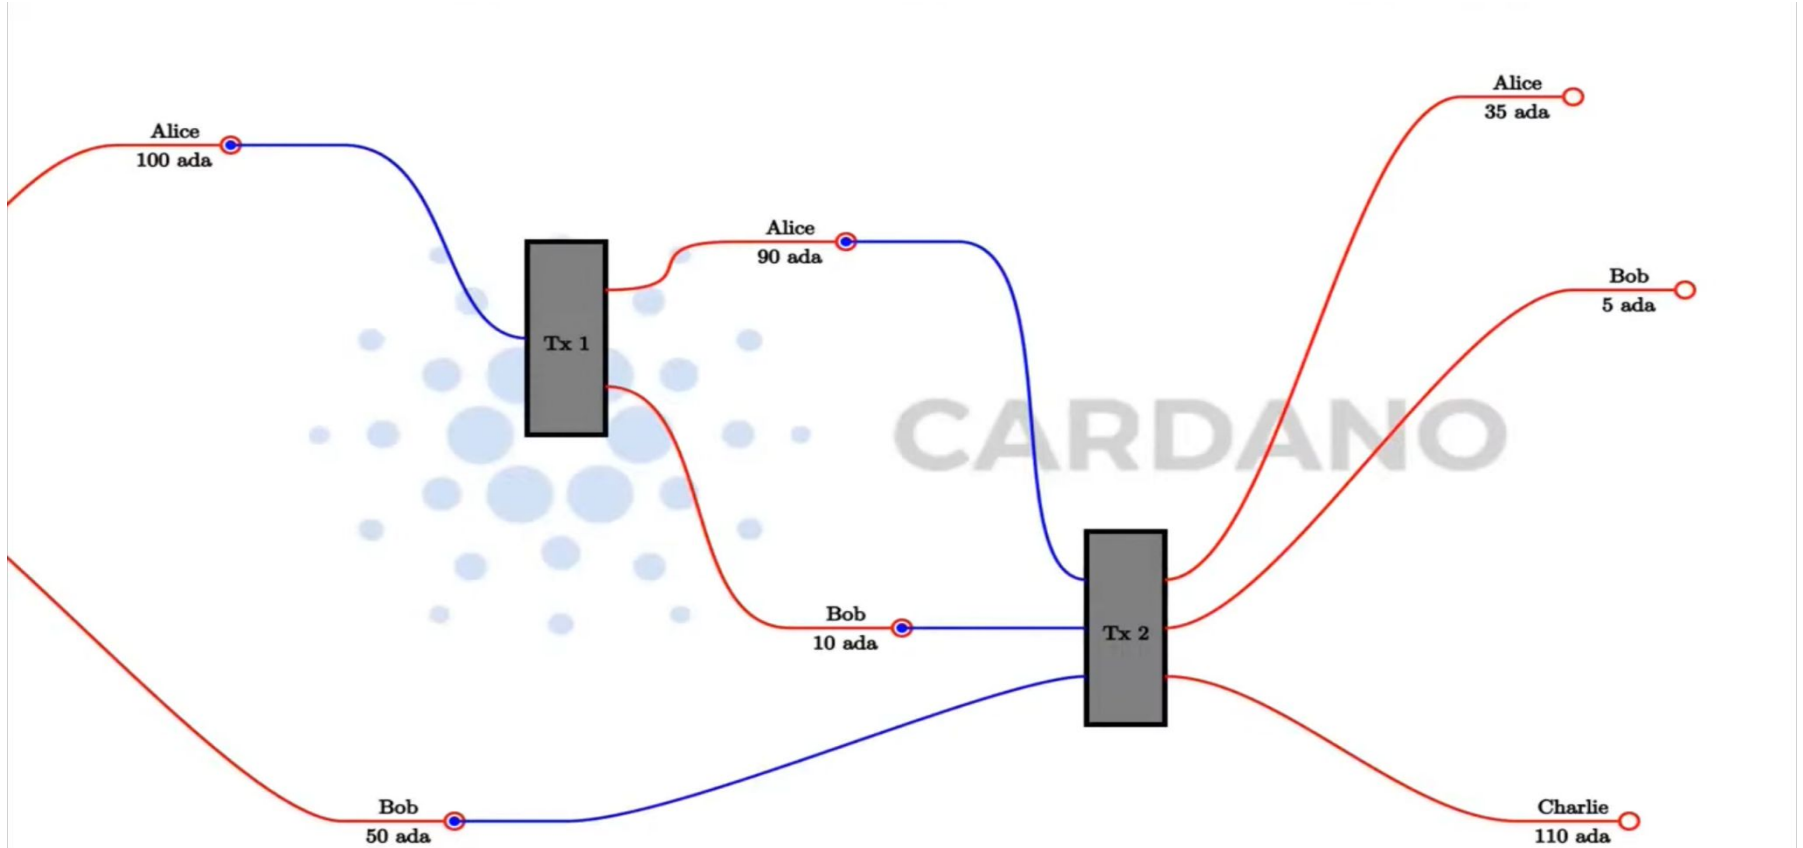 Alice
35 ada
Alice
100 ada
Alice
90 ada
Bob
5 ada
Tx 1
CARDANO
Bob
10 ada
Tx 2
Bob
50 ada
Charlie
110 ada